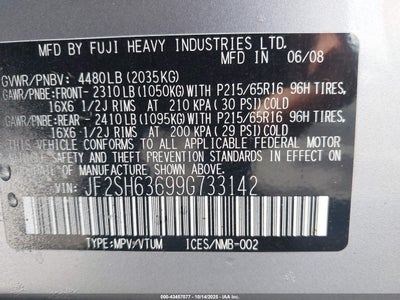 MFD BY FUJI HEAVY INDUSTRIES LTD.
MFD IN 06/08
GVWR/PNBV: 4480LB (2035KG)
GAWR/PNBE:FRONT- 2310LB(1050KG)WITH P215/65R16 96H TIRES,
16X6 1/2J RIMS AT 210 KPA(30 PSI)COLD
GAWR/PNBE:REAR -2410LB(1095KG)WITH P215/65R16 96H TIRES,
16X6 1/2J RIMS AT 200 KPA(29 PSI)COLD
THIS VEHICLE CONFORMS TO ALL APPLICABLE FEDERAL MOTOR
VEHICLE SAFETY, BUMPER, AND THEFT PREVENTION STANDARDS
IN EFFECT ON THE DATE OF MANUFACTURE SHOWN ABOVE.
VIN: JF2SH63699G733142
TYPE:MPV/VTUM ICES/NMB-002
000-43457077 - 10/14/2025 - IAAI.COM